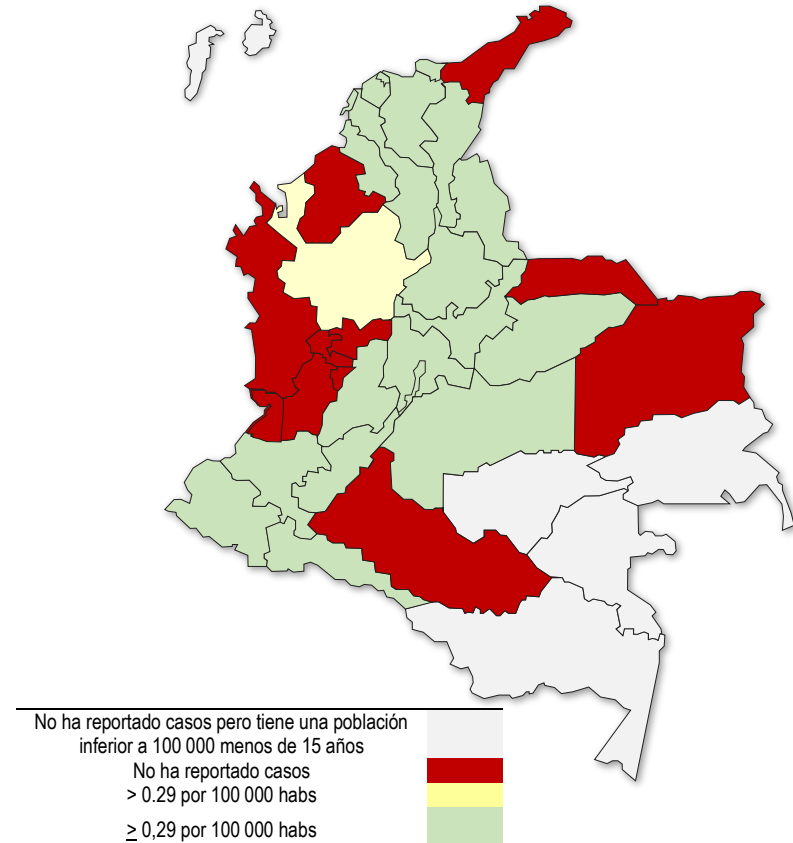 No ha reportado casos pero tiene una población
inferior a 100 000 menos de 15 años
No ha reportado casos
> 0.29 por 100 000 habs
≥ 0,29 por 100 000 habs